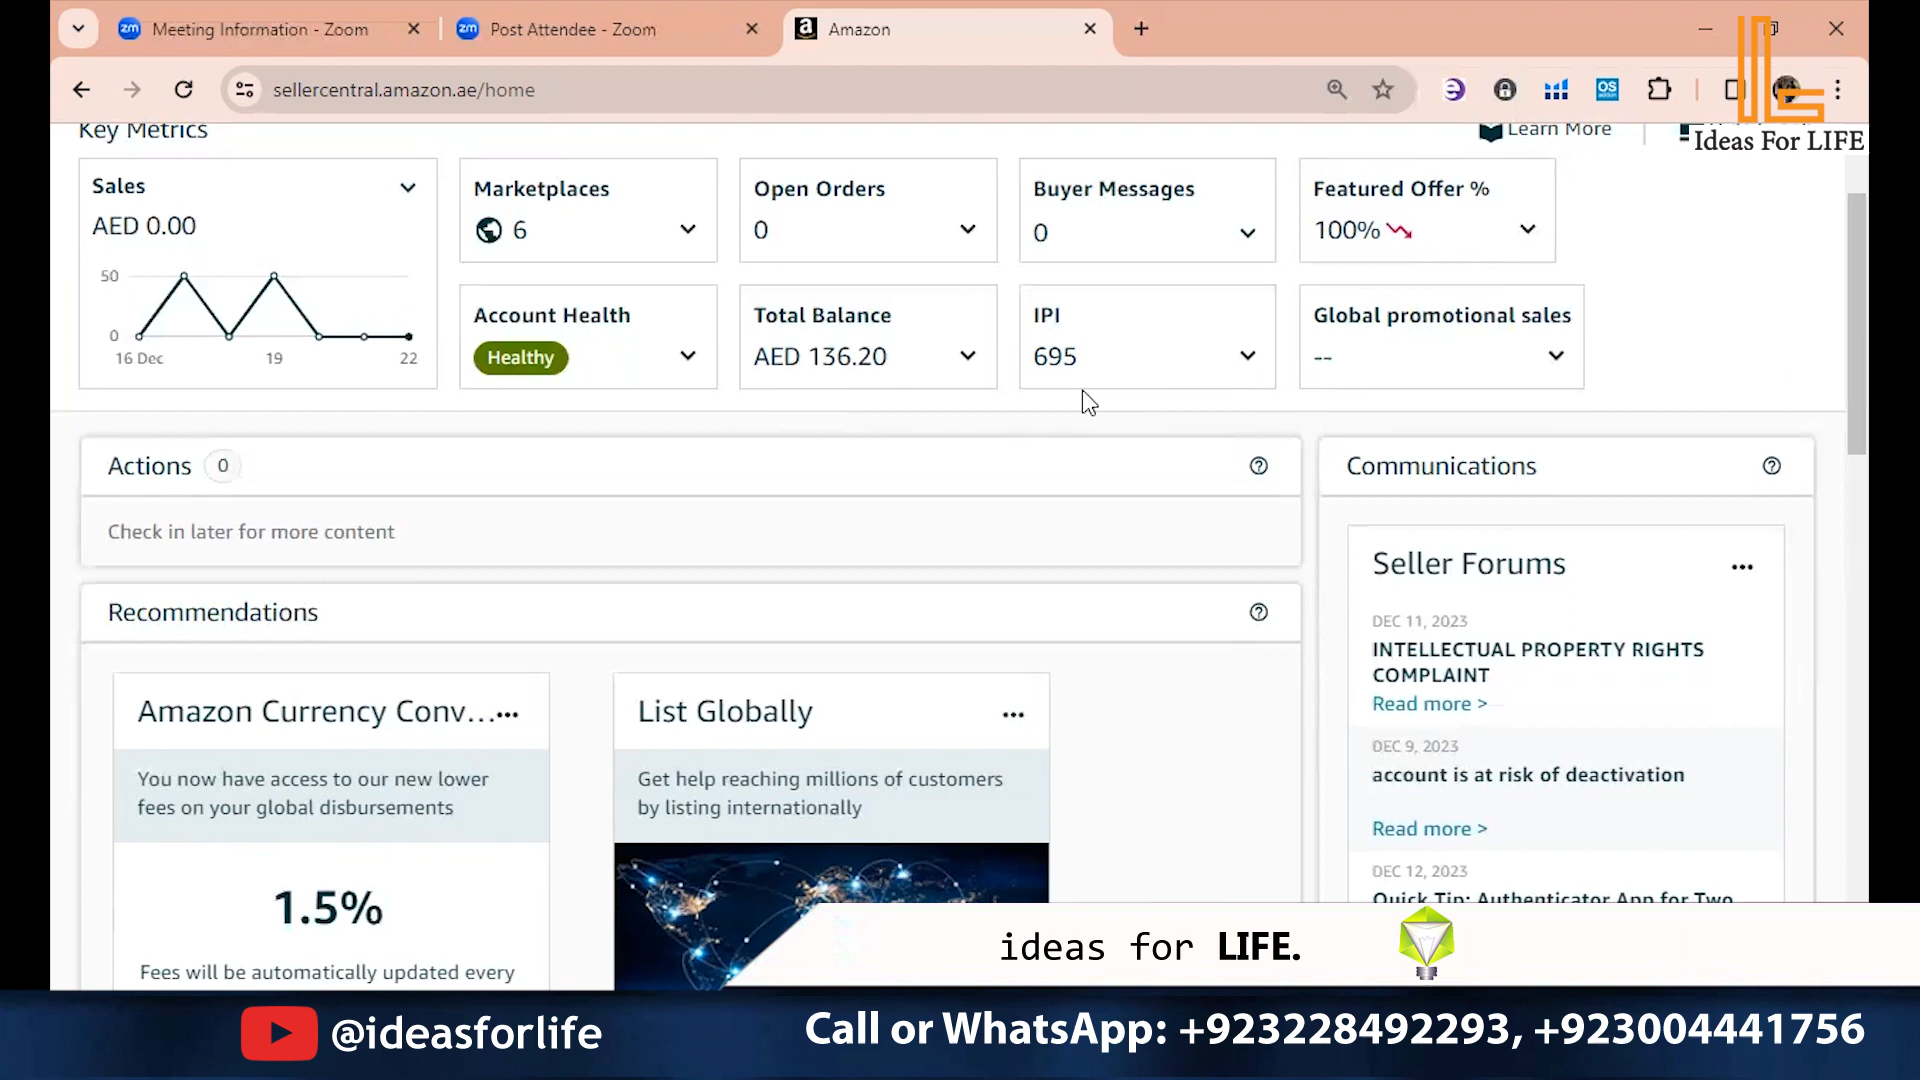 Meeting Information - Zoom
Post Attendee - Zoom
Amazon
sellercentral.amazon.ae/home
Ideas For LIFE
Key Metrics
Learn More
Sales
AED 0.00
50
0
16 Dec
19
22
Marketplaces
6
Open Orders
0
Buyer Messages
0
Featured Offer %
100%
Account Health
Healthy
Total Balance
AED 136.20
IPI
695
Global promotional sales
--
Actions 0
Check in later for more content
Recommendations
Amazon Currency Conv...
You now have access to our new lower
fees on your global disbursements
1.5%
Fees will be automatically updated every
List Globally
Get help reaching millions of customers
by listing internationally
Communications
Seller Forums
DEC 11, 2023
INTELLECTUAL PROPERTY RIGHTS
COMPLAINT
Read more >
DEC 9, 2023
account is at risk of deactivation
Read more >
DEC 12, 2023
Quick Tip: Authenticator App for Two
ideas for LIFE.
@ideasforlife
Call or WhatsApp: +923228492293, +923004441756